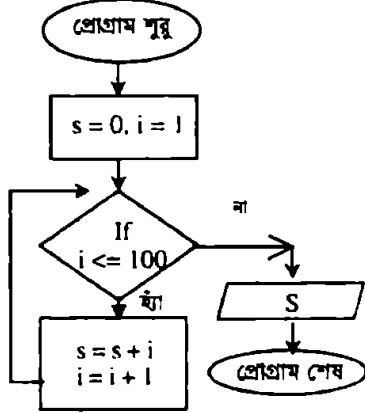 প্রোগ্রাম শুরু
s = 0, i = 1
If
i <= 100
না
হ্যাঁ
S
s = s + i
i = i + 1
প্রোগ্রাম শেষ